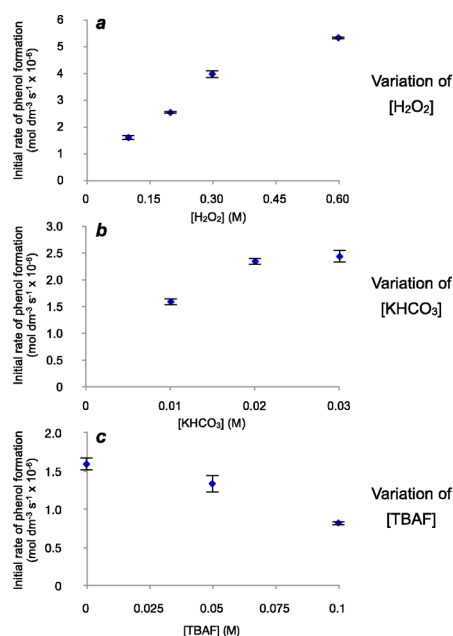 a
Initial rate of phenol formation
(mol dm⁻³ s⁻¹ x 10⁻⁶)
6
5
4
3
2
1
0
0 0.15 0.30 0.45 0.60
[H₂O₂] (M)
Variation of
[H₂O₂]
b
Initial rate of phenol formation
(mol dm⁻³ s⁻¹ x 10⁻⁶)
3.0
2.5
2.0
1.5
1.0
0.5
0
0 0.01 0.02 0.03
[KHCO₃] (M)
Variation of
[KHCO₃]
c
Initial rate of phenol formation
(mol dm⁻³ s⁻¹ x 10⁻⁶)
2.0
1.5
1.0
0.5
0
0 0.025 0.05 0.075 0.1
[TBAF] (M)
Variation of
[TBAF]